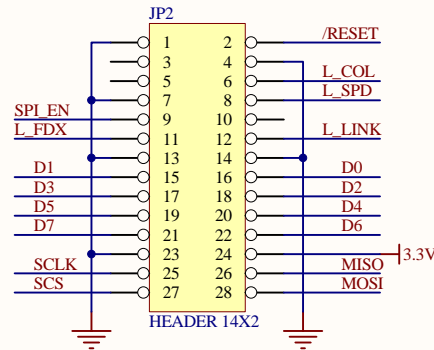 JP2
1 2 /RESET
3 4
5 6 L_COL
7 8 L_SPD
SPI_EN 9 10
L_FDX 11 12 L_LINK
13 14
D1 15 16 D0
D3 17 18 D2
D5 19 20 D4
D7 21 22 D6
23 24 3.3V
SCLK 25 26 MISO
SCS 27 28 MOSI
HEADER 14X2